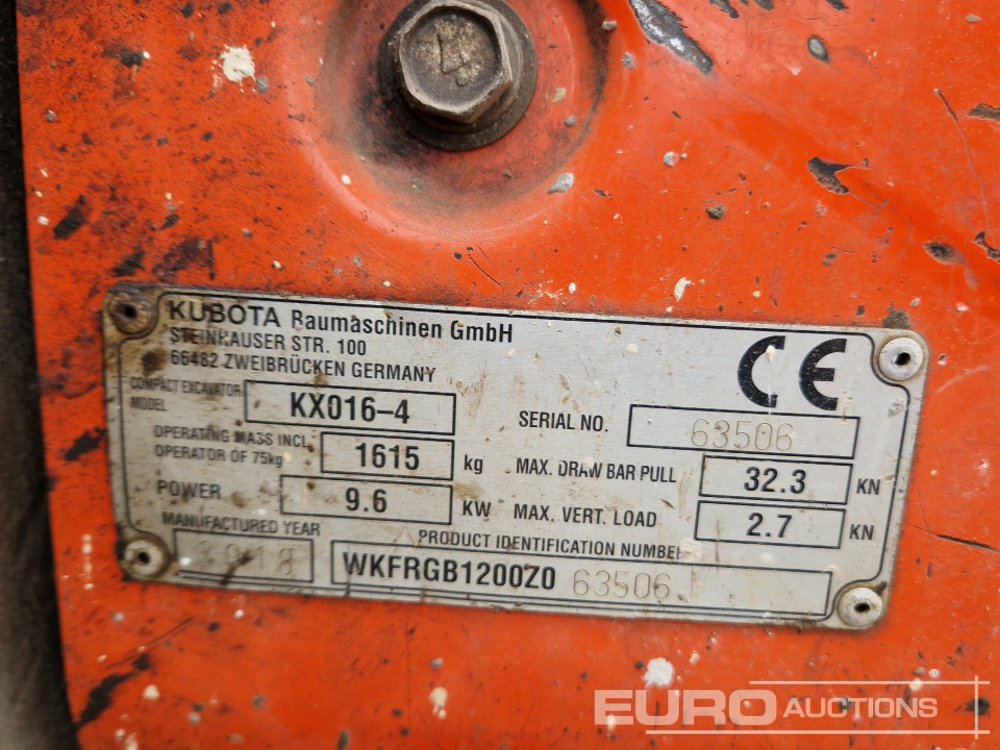 4
KUBOTA Baumaschinen GmbH
STEINHAUSER STR. 100
66482 ZWEIBRÜCKEN GERMANY
CE
COMPACT EXCAVATOR
MODEL KX016-4
SERIAL NO. 63506
OPERATING MASS INCL.
OPERATOR OF 75kg 1615 kg
MAX. DRAW BAR PULL 32.3 KN
POWER 9.6 KW
MAX. VERT. LOAD 2.7 KN
MANUFACTURED YEAR
PRODUCT IDENTIFICATION NUMBER
WKFRGB1200Z0 63506
EURO AUCTIONS